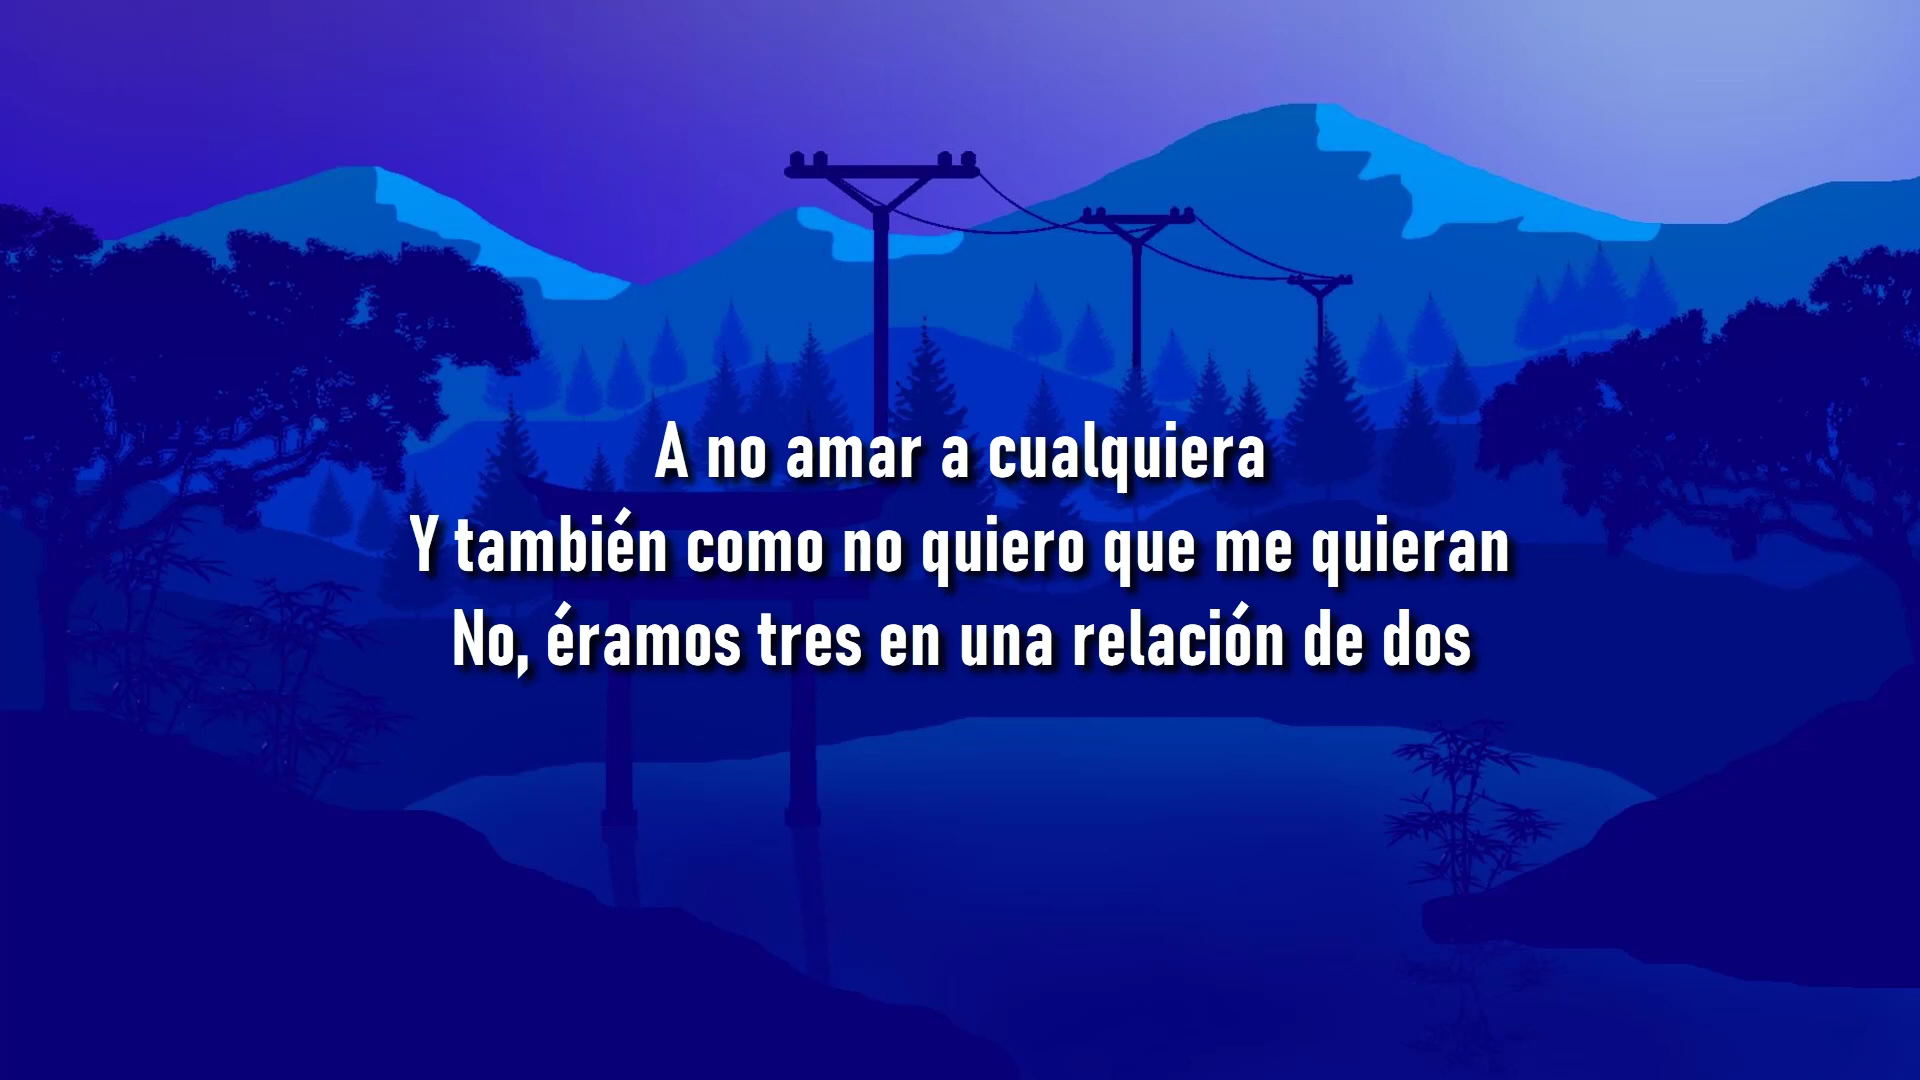 A no amar a cualquiera
Y también como no quiero que me quieran
No, éramos tres en una relación de dos